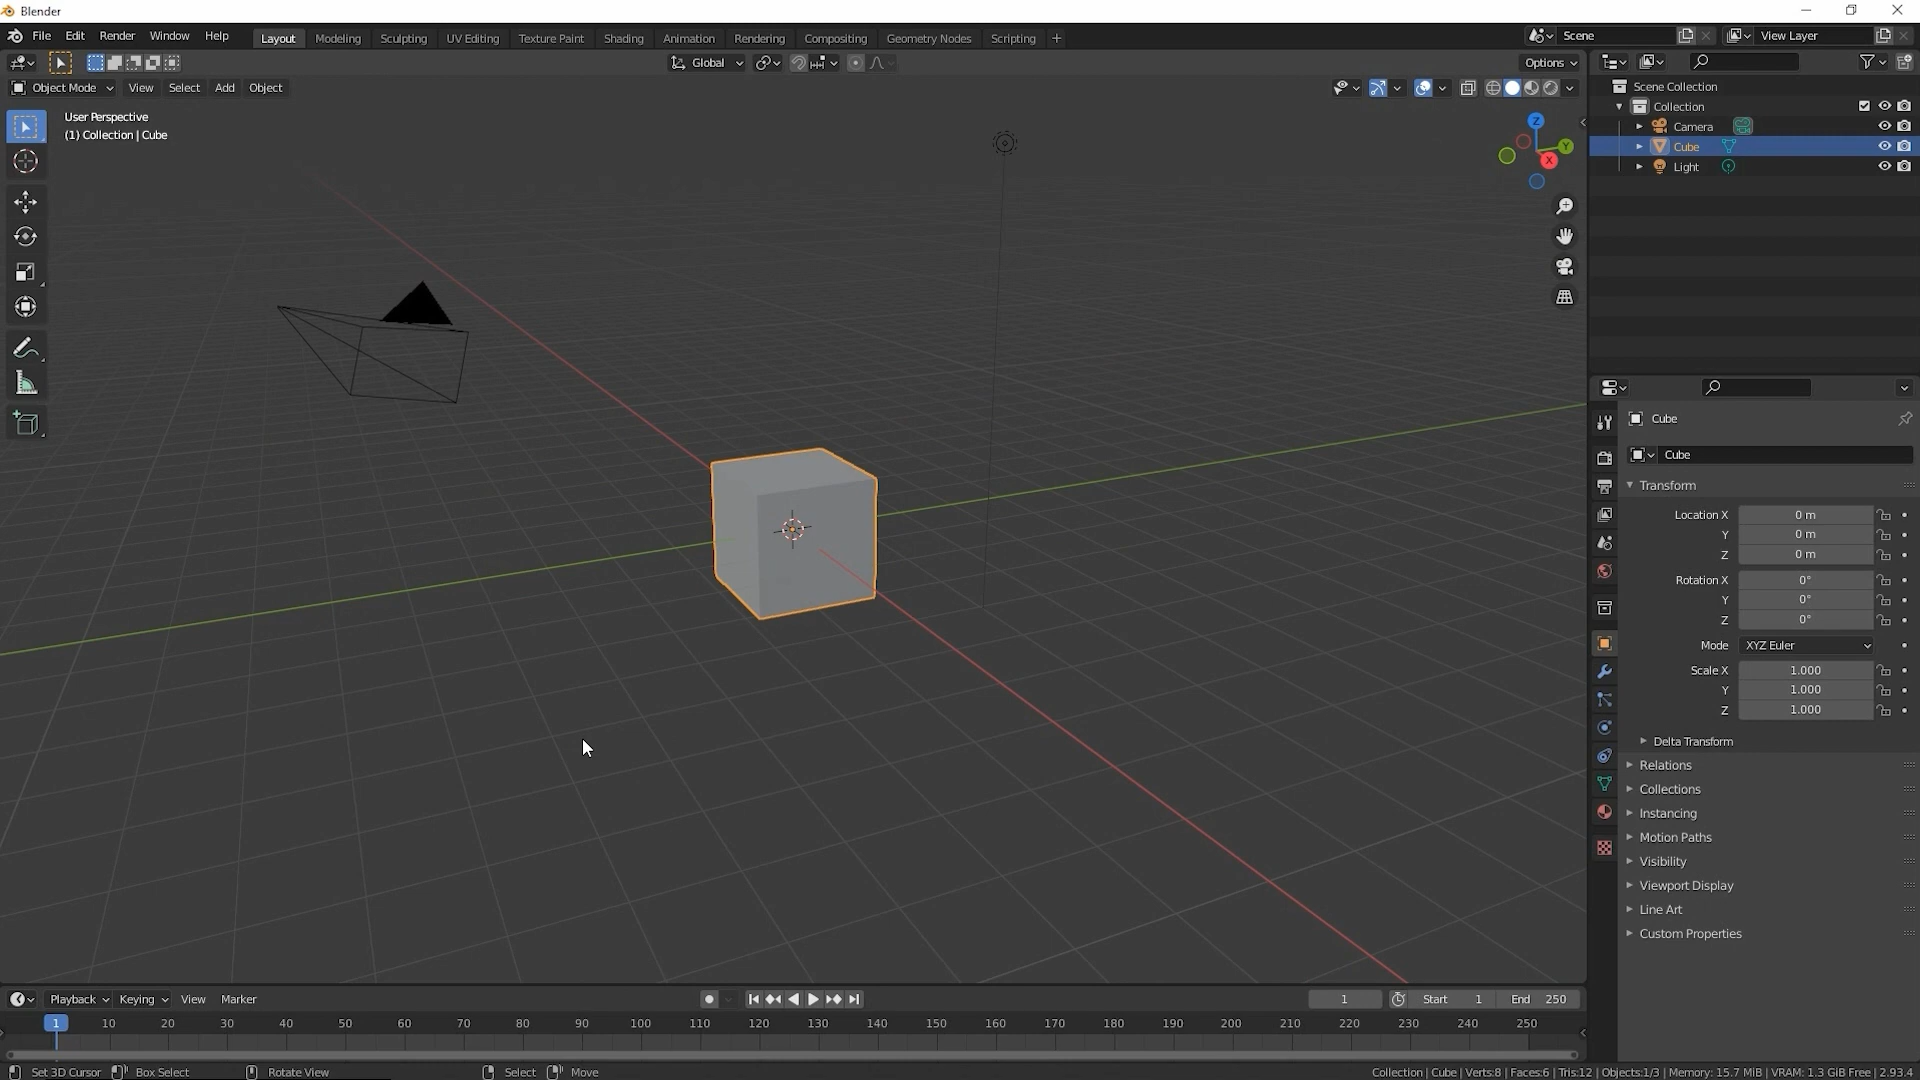 Blender
File Edit Render Window Help Layout Modeling Sculpting UV Editing Texture Paint Shading Animation Rendering Compositing Geometry Nodes Scripting + Scene View Layer
Global Options
Object Mode View Select Add Object
User Perspective
(1) Collection | Cube
Z
Y
X
Scene Collection
Collection
Camera
Cube
Light
Cube
Cube
Transform
Location X 0 m
Y 0 m
Z 0 m
Rotation X 0°
Y 0°
Z 0°
Mode XYZ Euler
Scale X 1.000
Y 1.000
Z 1.000
Delta Transform
Relations
Collections
Instancing
Motion Paths
Visibility
Viewport Display
Line Art
Custom Properties
Playback Keying View Marker 1 Start 1 End 250
1 10 20 30 40 50 60 70 80 90 100 110 120 130 140 150 160 170 180 190 200 210 220 230 240 250
Set 3D Cursor Box Select Rotate View Select Move Collection | Cube | Verts:8 | Faces:6 | Tris:12 | Objects:1/3 | Memory: 15.7 MiB | VRAM: 1.3 GiB Free | 2.93.4